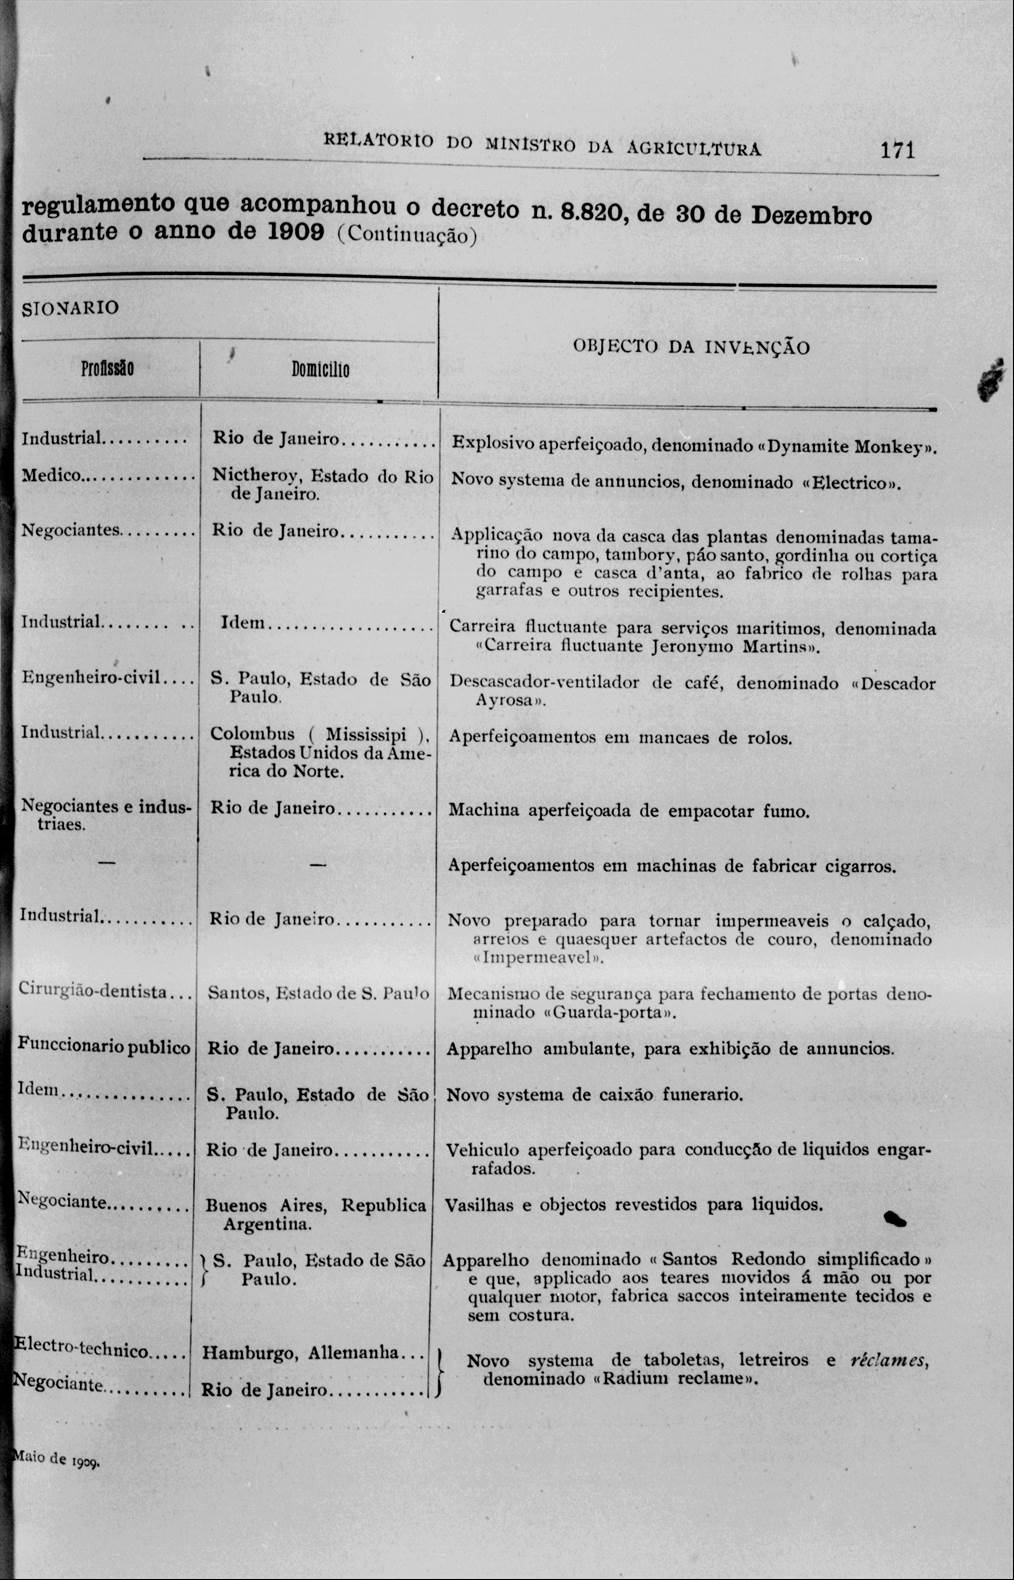 RELATORIO DO MINISTRO DA AGRICULTURA 171
regulamento que acompanhou o decreto n. 8.820, de 30 de Dezembro
durante o anno de 1909 (Continuação)
SIONARIO
OBJECTO DA INVENÇÃO
Profissão Domicilio
Industrial.......... Rio de Janeiro........... Explosivo aperfeiçoado, denominado «Dynamite Monkey».
Medico............. Nictheroy, Estado do Rio Novo systema de annuncios, denominado «Electrico».
de Janeiro.
Negociantes......... Rio de Janeiro........... Applicação nova da casca das plantas denominadas tama-
rino do campo, tambory, páo santo, gordinha ou cortiça
do campo e casca d'anta, ao fabrico de rolhas para
garrafas e outros recipientes.
Industrial........ .. Idem................... Carreira fluctuante para serviços maritimos, denominada
«Carreira fluctuante Jeronymo Martins».
Engenheiro-civil.... S. Paulo, Estado de São Descascador-ventilador de café, denominado «Descador
Paulo. Ayrosa».
Industrial........... Colombus ( Mississipi ), Aperfeiçoamentos em mancaes de rolos.
Estados Unidos da Ame-
rica do Norte.
Negociantes e indus- Rio de Janeiro........... Machina aperfeiçoada de empacotar fumo.
triaes.
— — Aperfeiçoamentos em machinas de fabricar cigarros.
Industrial........... Rio de Janeiro........... Novo preparado para tornar impermeaveis o calçado,
arreios e quaesquer artefactos de couro, denominado
«Impermeavel».
Cirurgião-dentista... Santos, Estado de S. Paulo Mecanismo de segurança para fechamento de portas deno-
minado «Guarda-porta».
Funccionario publico Rio de Janeiro........... Apparelho ambulante, para exhibição de annuncios.
Idem............... S. Paulo, Estado de São Novo systema de caixão funerario.
Paulo.
Engenheiro-civil..... Rio de Janeiro........... Vehiculo aperfeiçoado para conducção de liquidos engar-
rafados.
Negociante.......... Buenos Aires, Republica Vasilhas e objectos revestidos para liquidos.
Argentina.
Engenheiro......... } S. Paulo, Estado de São Apparelho denominado « Santos Redondo simplificado »
Industrial........... Paulo. e que, applicado aos teares movidos á mão ou por
qualquer motor, fabrica saccos inteiramente tecidos e
sem costura.
Electro-technico..... Hamburgo, Allemanha... } Novo systema de taboletas, letreiros e réclames,
denominado «Radium reclame».
Negociante.......... Rio de Janeiro...........
Maio de 1909.